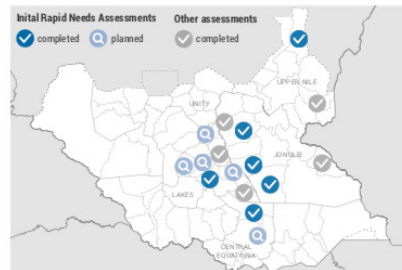 Inital Rapid Needs Assessments
Other assessments
completed
planned
completed
UPPER NILE
UNITY
JONGLEI
LAKES
CENTRAL
EQUATORIA